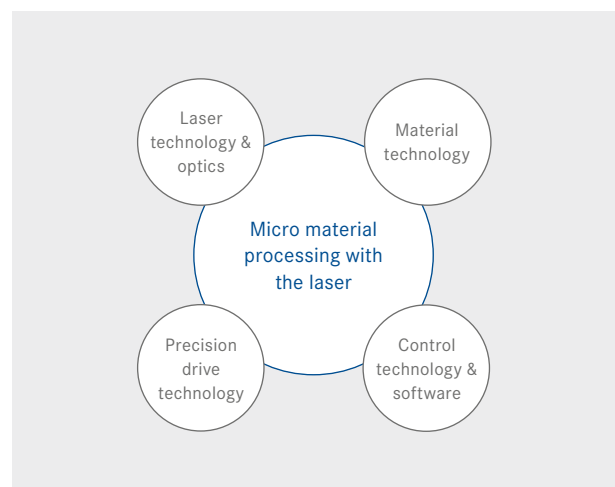 Laser
technology &
optics
Material
technology
Micro material
processing with
the laser
Precision
drive
technology
Control
technology &
software